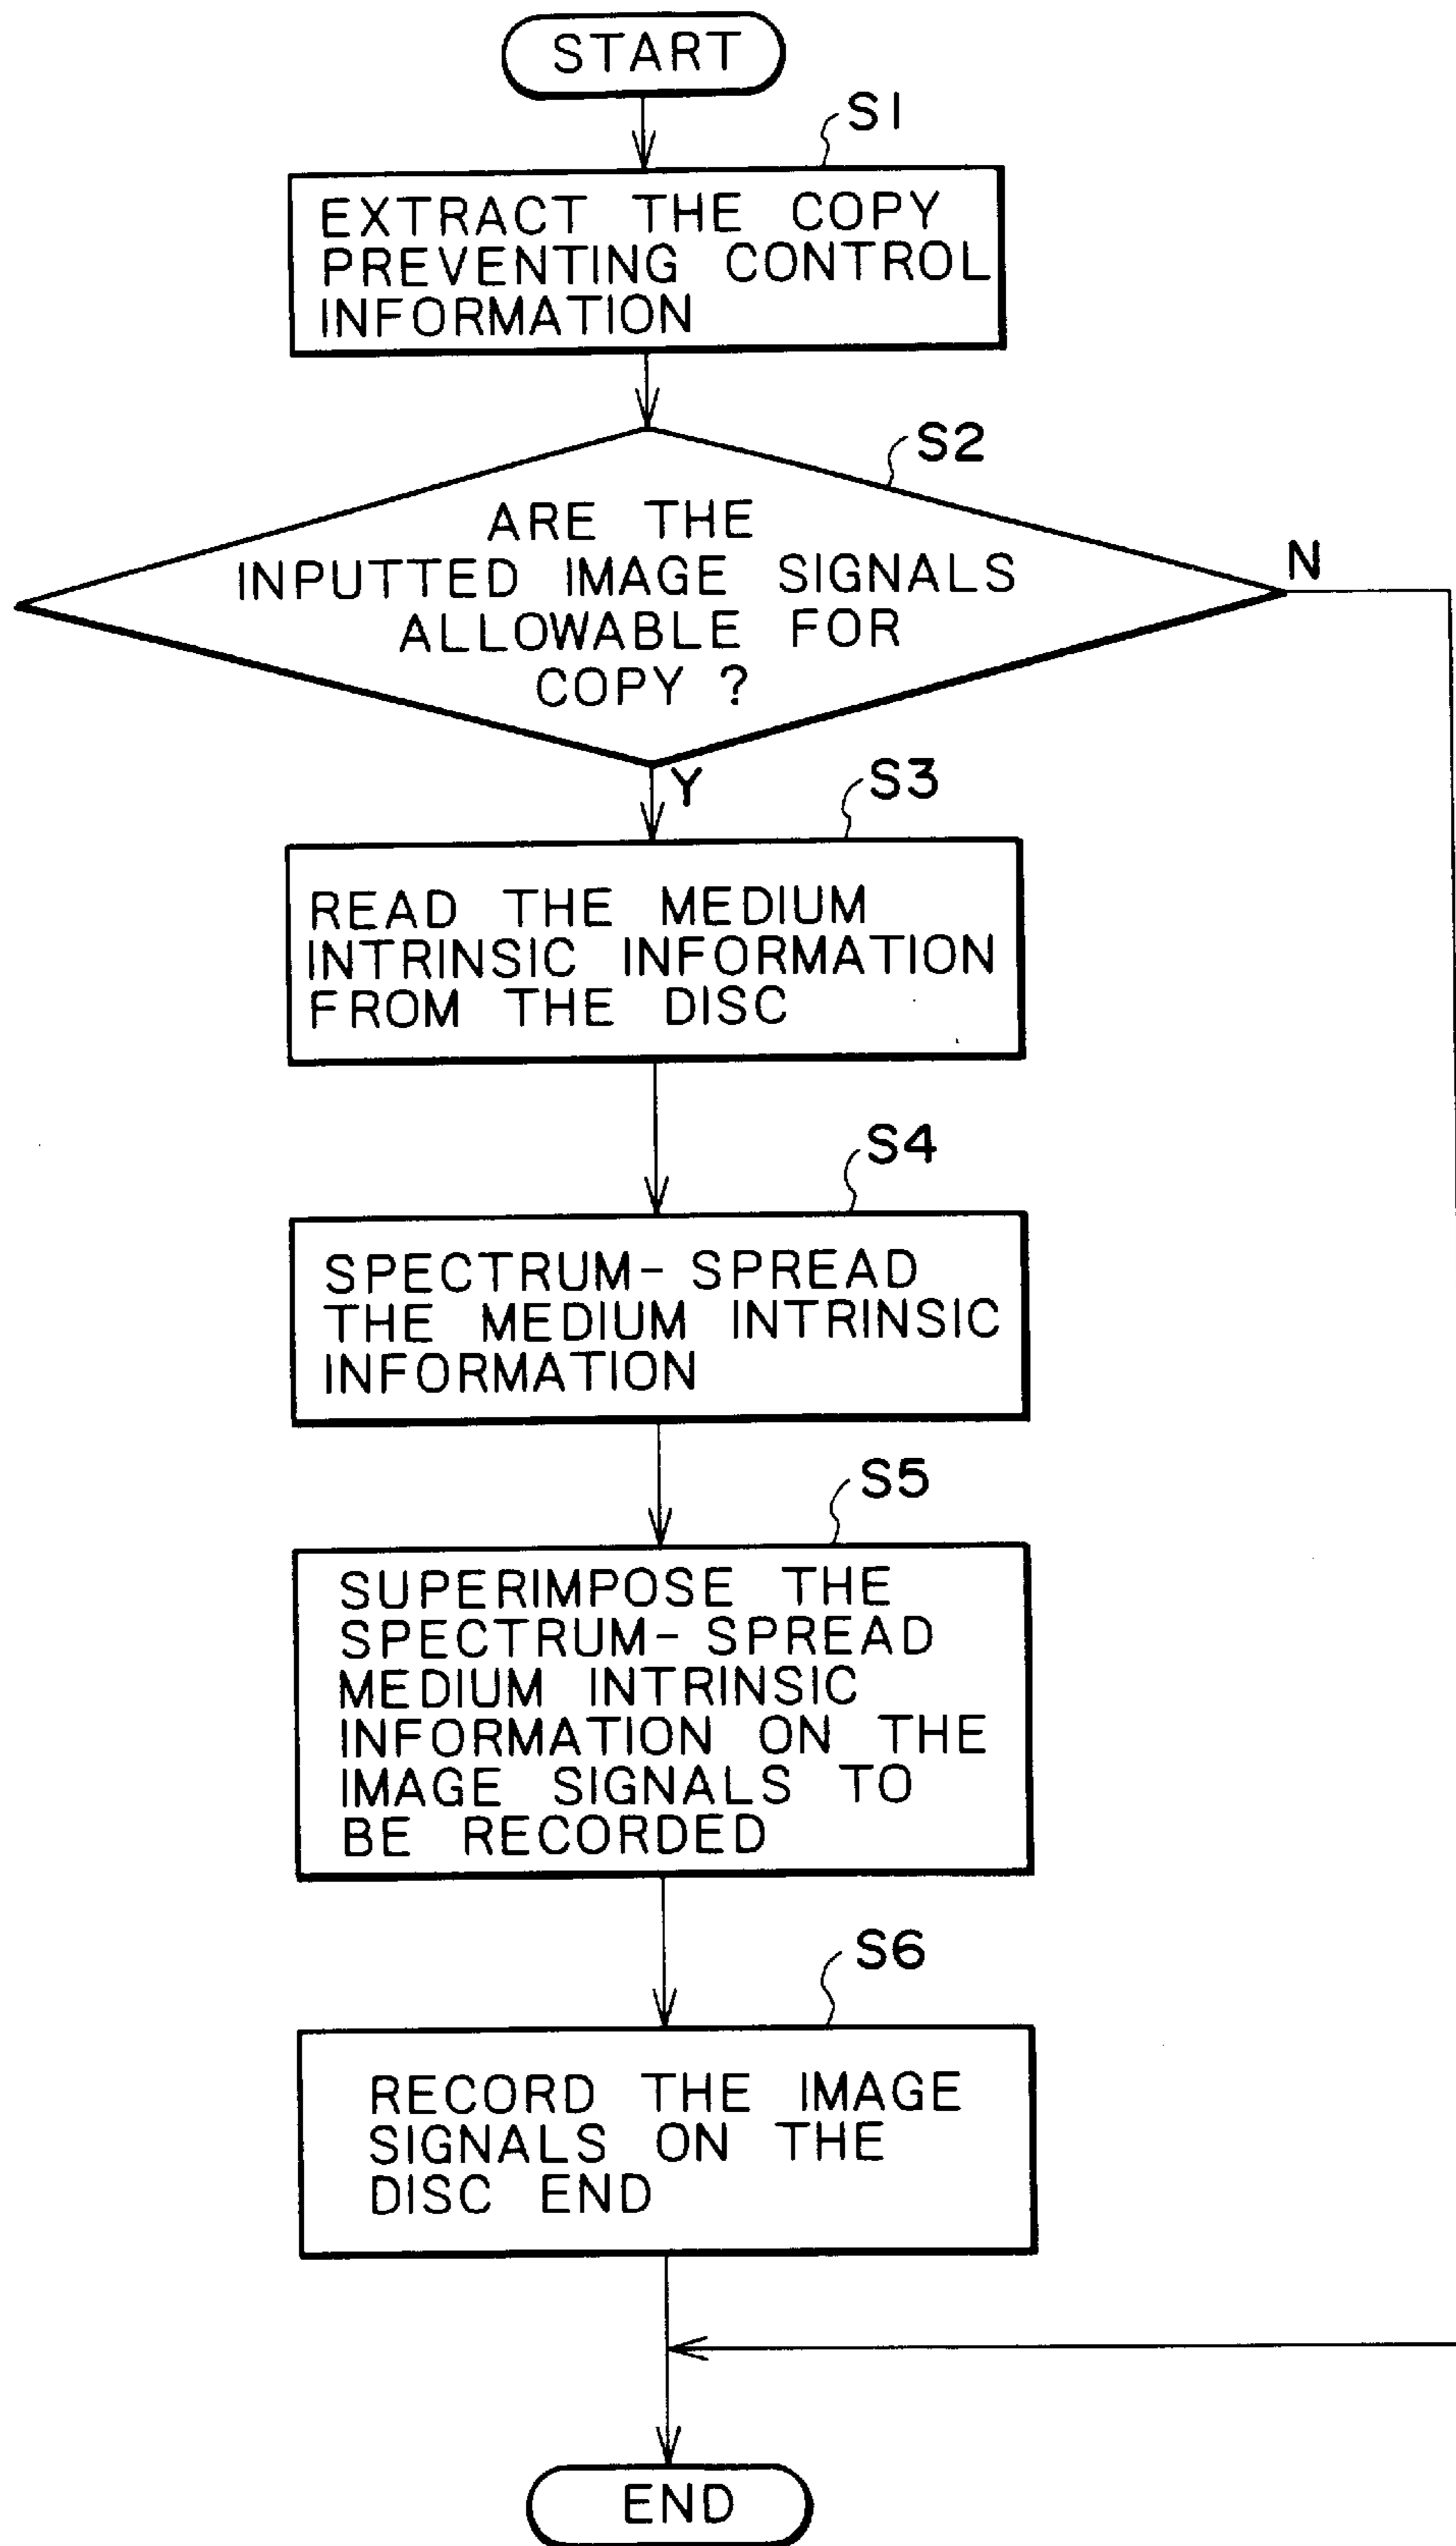 START
S1
EXTRACT THE COPY
PREVENTING CONTROL
INFORMATION
S2
ARE THE
INPUTTED IMAGE SIGNALS
ALLOWABLE FOR
COPY ?
N
Y
S3
READ THE MEDIUM
INTRINSIC INFORMATION
FROM THE DISC
S4
SPECTRUM- SPREAD
THE MEDIUM INTRINSIC
INFORMATION
S5
SUPERIMPOSE THE
SPECTRUM- SPREAD
MEDIUM INTRINSIC
INFORMATION ON THE
IMAGE SIGNALS TO
BE RECORDED
S6
RECORD THE IMAGE
SIGNALS ON THE
DISC END
END